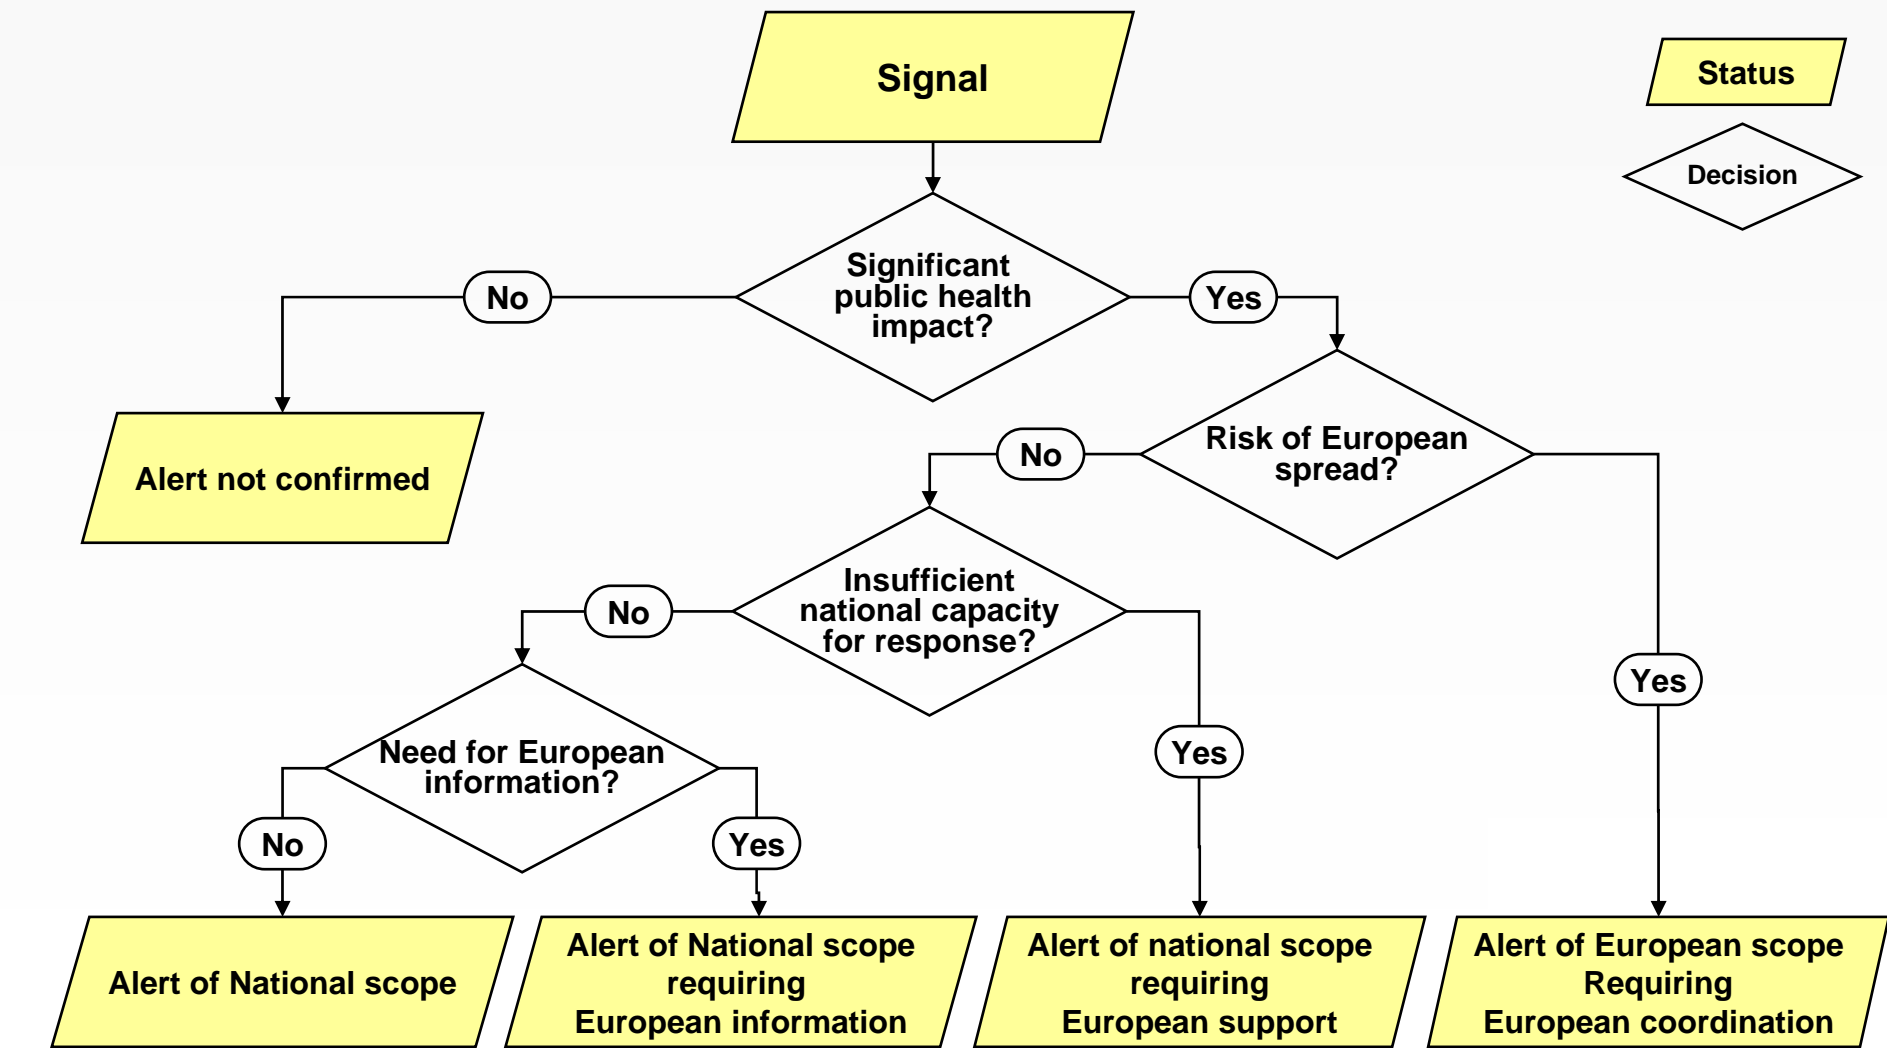 Signal
Status
Decision
Significant
public health
impact?
No
Yes
Risk of European
spread?
No
Alert not confirmed
Insufficient
national capacity
for response?
No
Yes
Need for European
information?
Yes
No
Yes
Alert of National scope
Alert of National scope
requiring
European information
Alert of national scope
requiring
European support
Alert of European scope
Requiring
European coordination